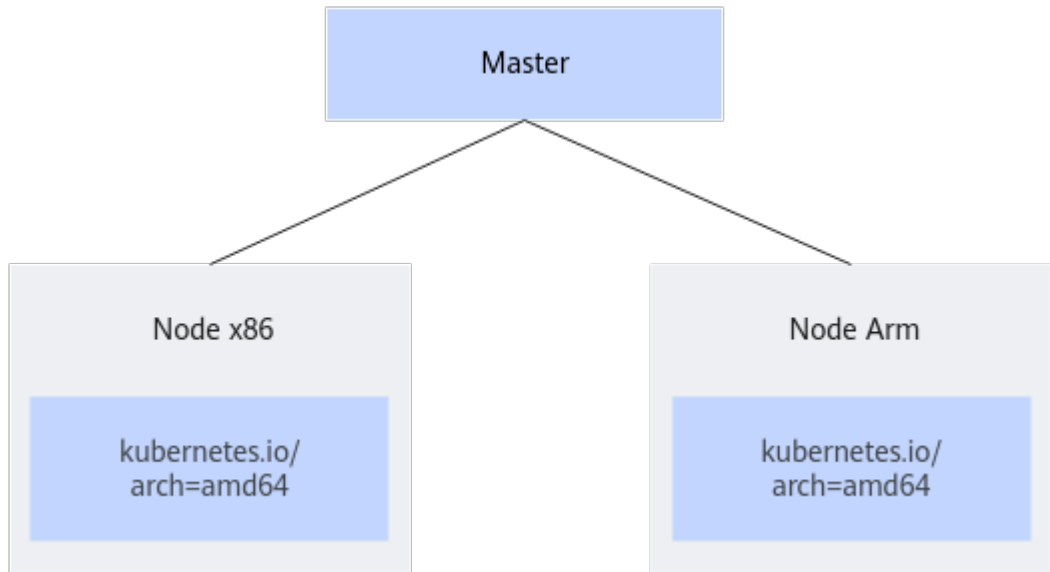 Master
Node x86
Node Arm
kubernetes.io/
arch=amd64
kubernetes.io/
arch=amd64